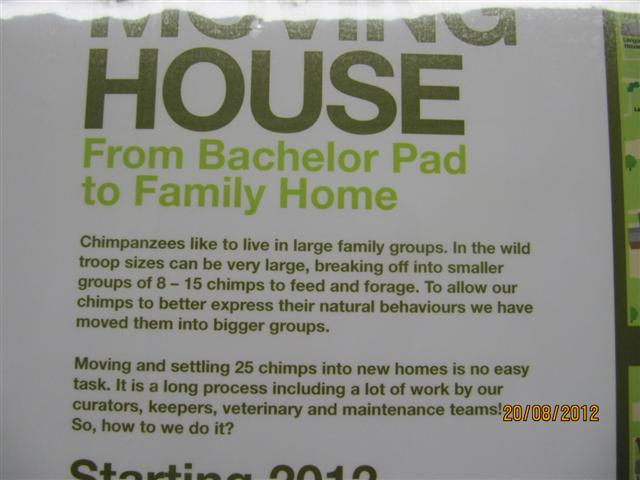 MOVING
HOUSE
From Bachelor Pad
to Family Home
Chimpanzees like to live in large family groups. In the wild
troop sizes can be very large, breaking off into smaller
groups of 8 – 15 chimps to feed and forage. To allow our
chimps to better express their natural behaviours we have
moved them into bigger groups.
Moving and settling 25 chimps into new homes is no easy
task. It is a long process including a lot of work by our
curators, keepers, veterinary and maintenance teams!
So, how to we do it?
20/08/2012
Starting 2012